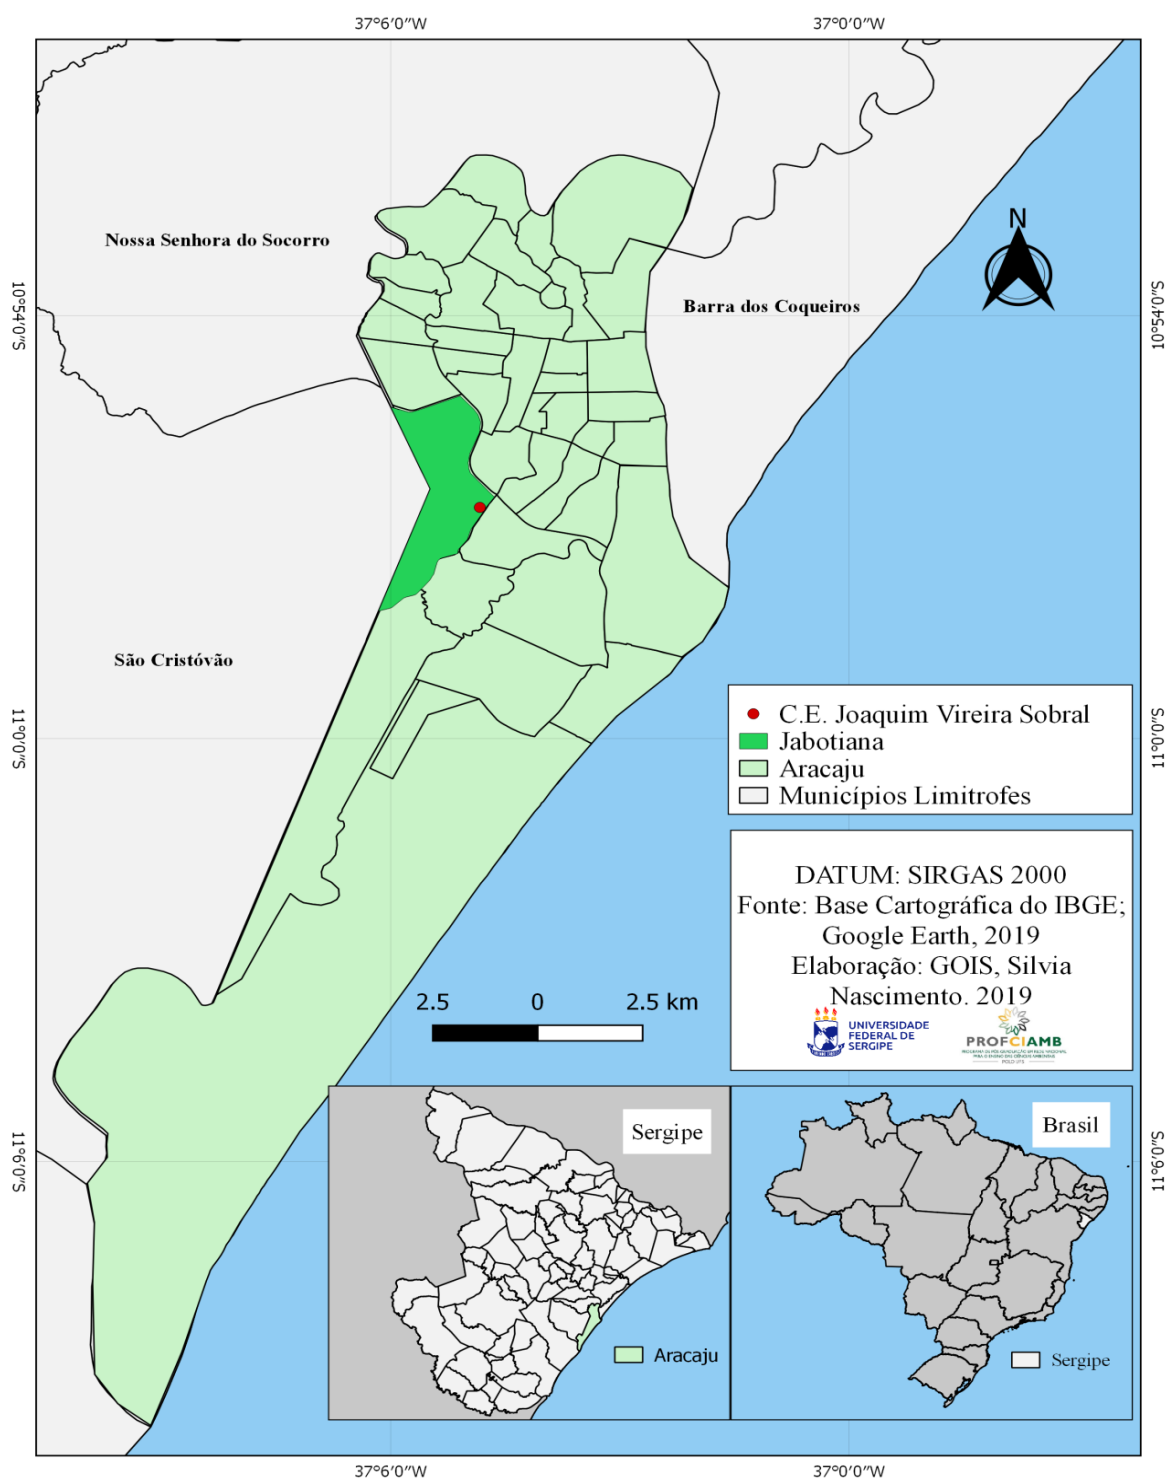 37°6′0″W
37°0′0″W
N
Nossa Senhora do Socorro
Barra dos Coqueiros
10°54′0″S
10°54′0″S
São Cristóvão
C.E. Joaquim Vireira Sobral
Jabotiana
Aracaju
Municípios Limitrofes
11°0′0″S
11°0′0″S
DATUM: SIRGAS 2000
Fonte: Base Cartográfica do IBGE;
Google Earth, 2019
Elaboração: GOIS, Silvia
Nascimento. 2019
2.5 0 2.5 km
UNIVERSIDADE
FEDERAL DE
SERGIPE
PROFCIAMB
Sergipe
Brasil
11°6′0″S
11°6′0″S
Aracaju
Sergipe
37°6′0″W
37°0′0″W